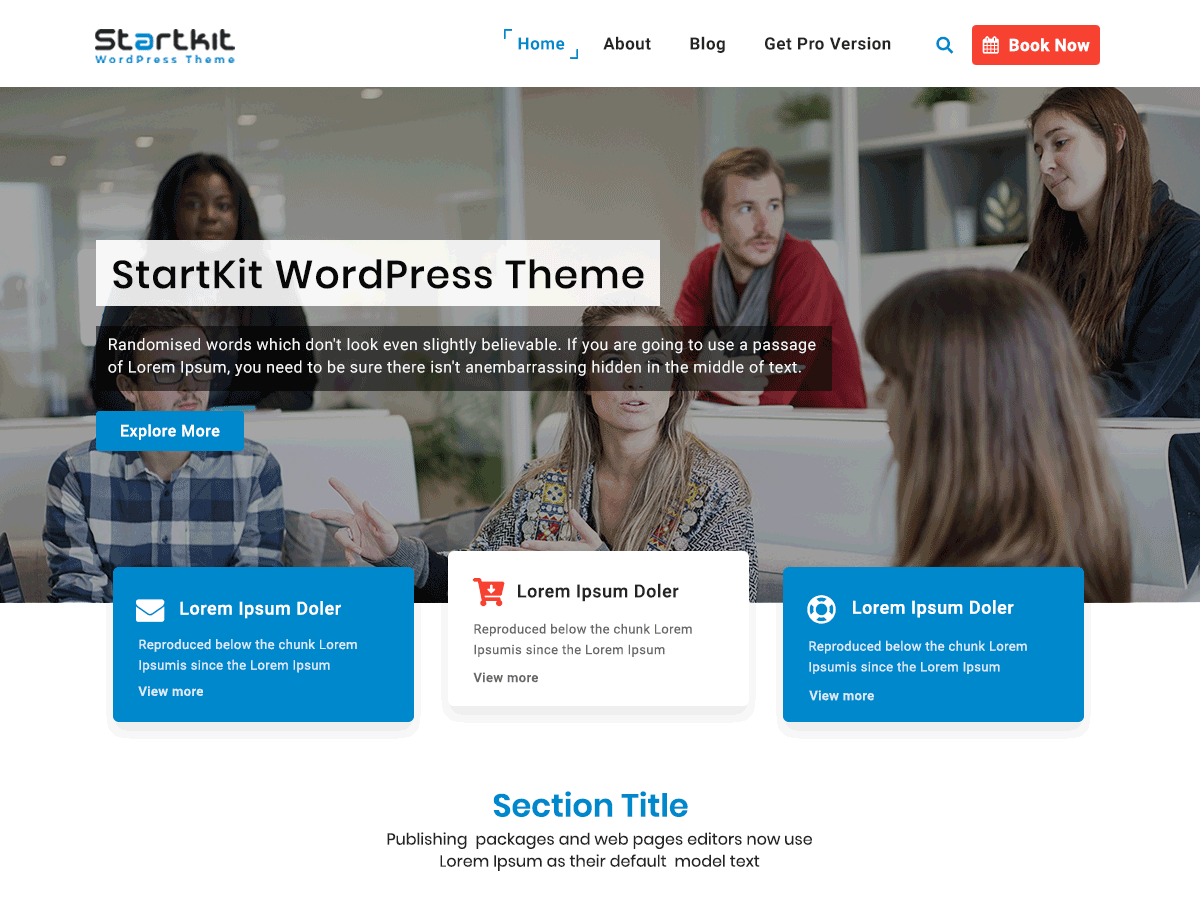 Startkit
WordPress Theme
Home
About
Blog
Get Pro Version
Book Now
StartKit WordPress Theme
Randomised words which don't look even slightly believable. If you are going to use a passage
of Lorem Ipsum, you need to be sure there isn't anembarrassing hidden in the middle of text.
Explore More
Lorem Ipsum Doler
Reproduced below the chunk Lorem
Ipsumis since the Lorem Ipsum
View more
Lorem Ipsum Doler
Reproduced below the chunk Lorem
Ipsumis since the Lorem Ipsum
View more
Lorem Ipsum Doler
Reproduced below the chunk Lorem
Ipsumis since the Lorem Ipsum
View more
Section Title
Publishing packages and web pages editors now use
Lorem Ipsum as their default model text